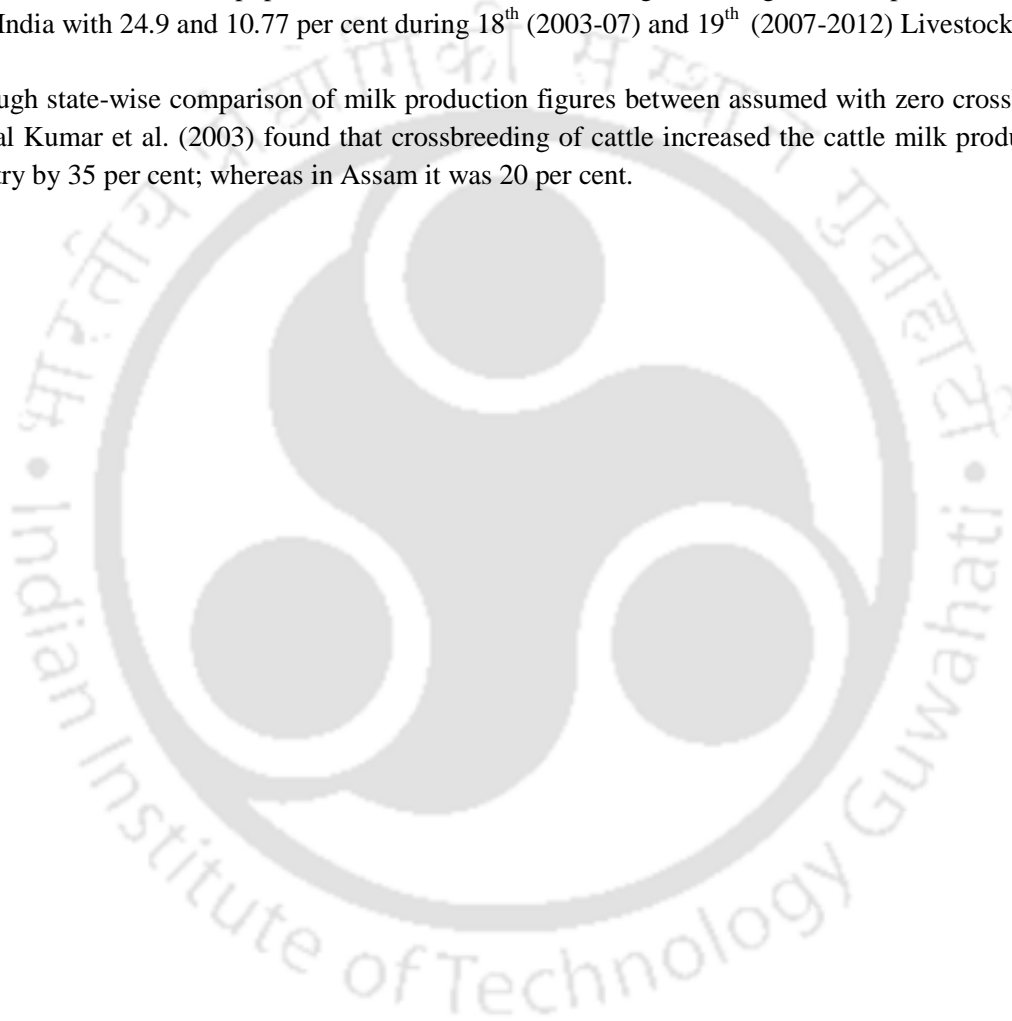 India with 24.9 and 10.77 per cent during 18th (2003-07) and 19th (2007-2012) Livestock
ugh state-wise comparison of milk production figures between assumed with zero cross
al Kumar et al. (2003) found that crossbreeding of cattle increased the cattle milk produ
try by 35 per cent; whereas in Assam it was 20 per cent.
भारतीय प्रौद्योगिकी संस्थान गुवाहाटी
Indian Institute of Technology Guwahati